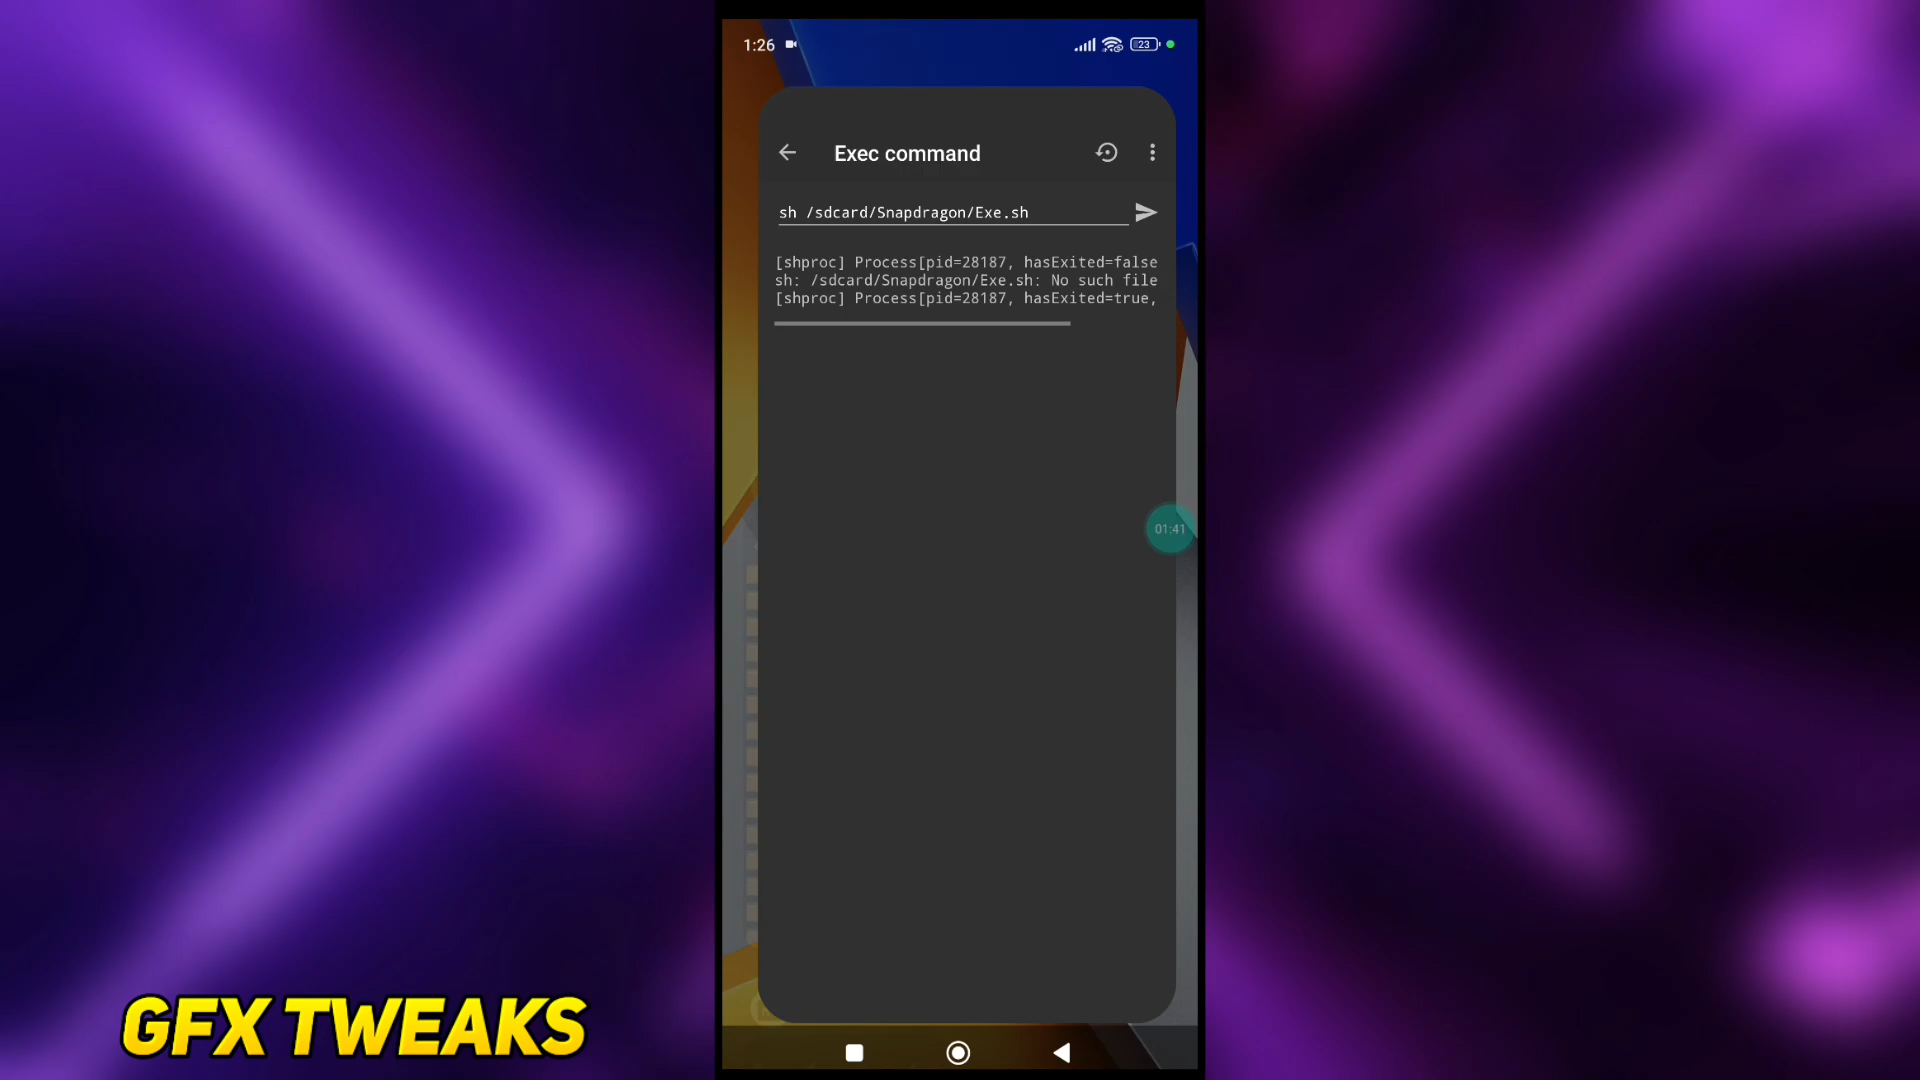 1:26
23
Exec command
sh /sdcard/Snapdragon/Exe.sh
[shproc] Process[pid=28187, hasExited=false
sh: /sdcard/Snapdragon/Exe.sh: No such file
[shproc] Process[pid=28187, hasExited=true,
01:41
GFX TWEAKS